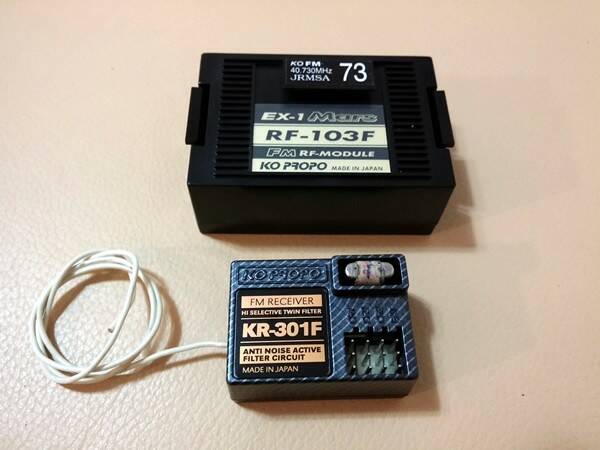 KO FM
40.730MHz
JRMSA
73
EX-1 Mars
RF-103F
FM RF-MODULE
KO PROPO MADE IN JAPAN
KO PROPO
FM RECEIVER
HI SELECTIVE TWIN FILTER
KR-301F
ANTI NOISE ACTIVE
FILTER CIRCUIT
MADE IN JAPAN